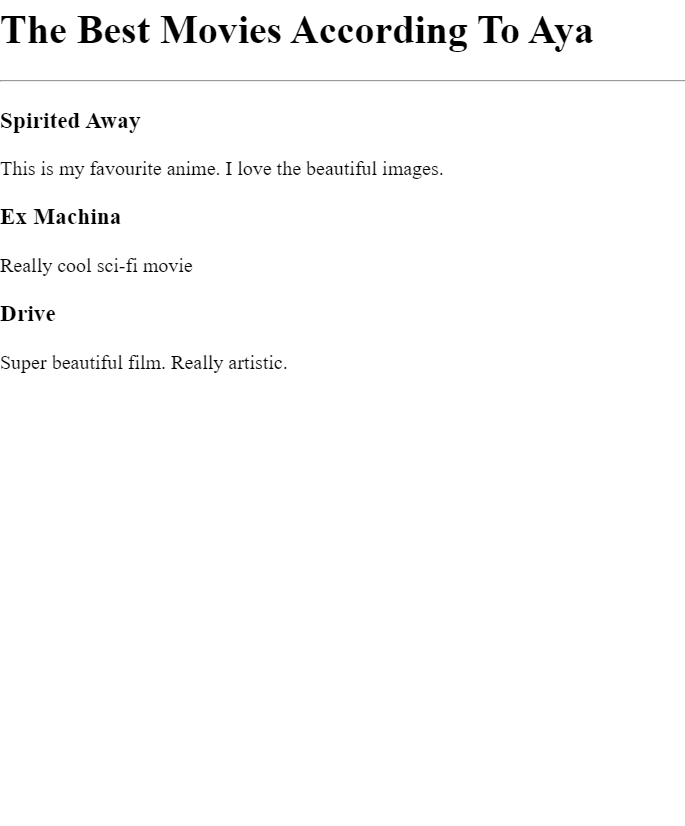 The Best Movies According To Aya
Spirited Away
This is my favourite anime. I love the beautiful images.
Ex Machina
Really cool sci-fi movie
Drive
Super beautiful film. Really artistic.